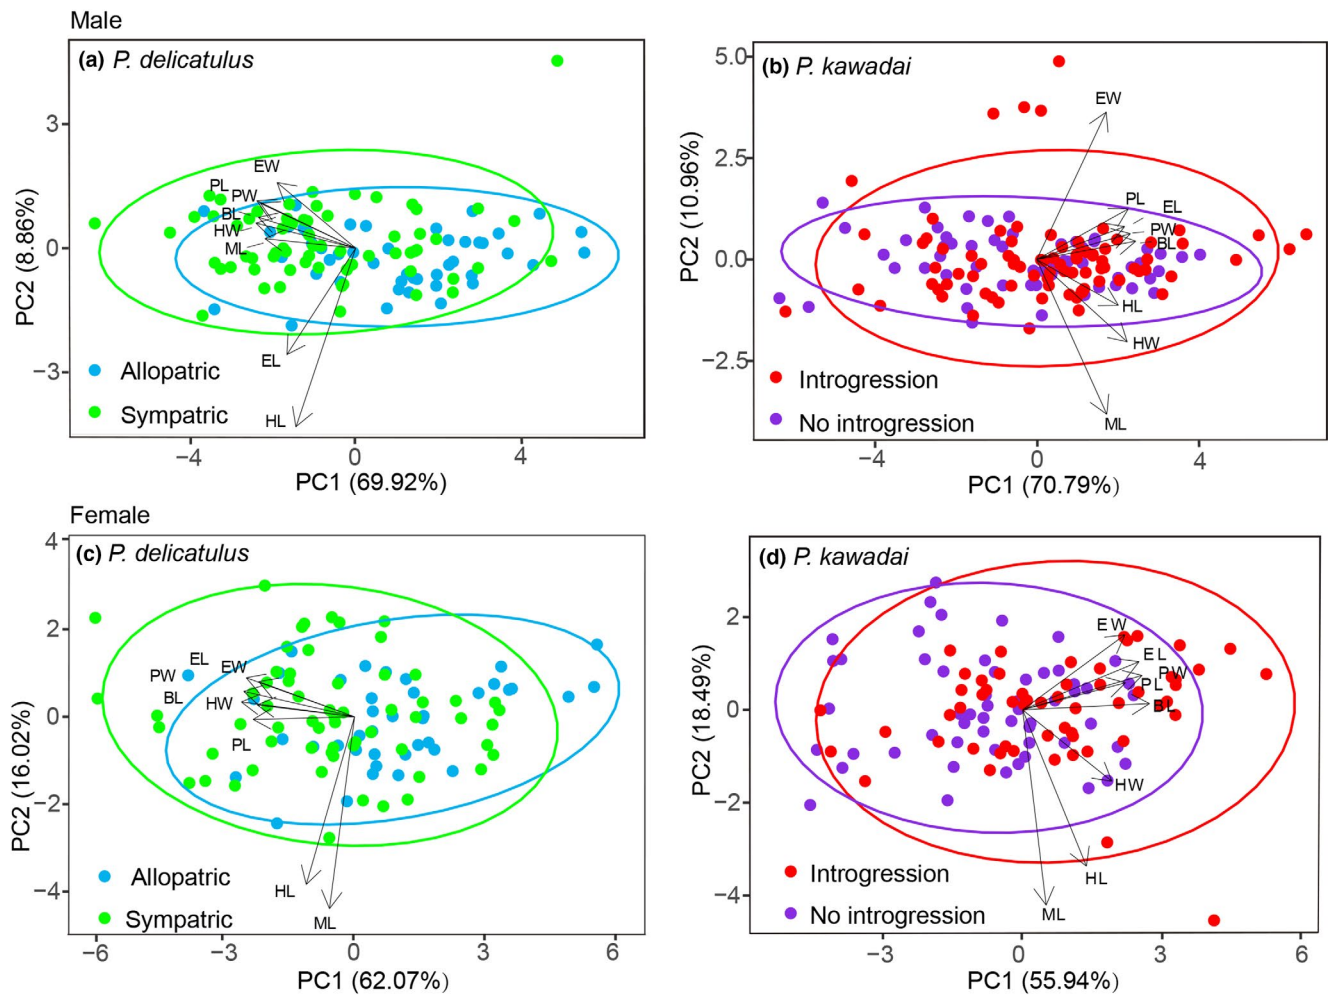 Male
(a) P. delicatulus
3
0
−3
PC2 (8.86%)
EW
PL
PW
BL
HW
ML
EL
HL
Allopatric
Sympatric
−4
0
4
PC1 (69.92%)
(b) P. kawadai
5.0
2.5
0.0
−2.5
PC2 (10.96%)
EW
PL
EL
PW
BL
HL
HW
ML
Introgression
No introgression
−4
0
4
PC1 (70.79%)
Female
(c) P. delicatulus
4
2
0
−2
−4
PC2 (16.02%)
EL
EW
PW
BL
HW
PL
HL
ML
Allopatric
Sympatric
−6
−3
0
3
6
PC1 (62.07%)
(d) P. kawadai
2
0
−2
−4
PC2 (18.49%)
EW
EL
PW
PL
BL
HW
HL
ML
Introgression
No introgression
−3
0
3
6
PC1 (55.94%)